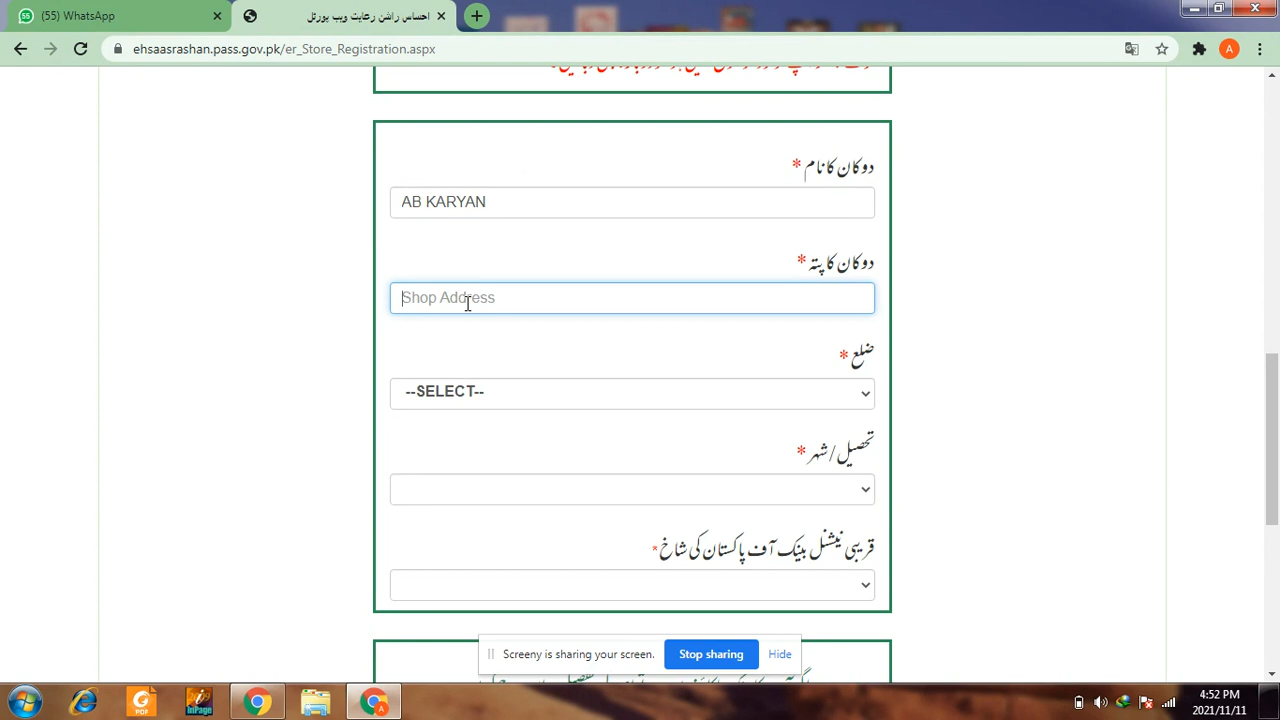 (55) WhatsApp
احساس راشن رعایت ویب پورٹل
ehsaasrashan.pass.gov.pk/er_Store_Registration.aspx
A
دوکان کا نام *
AB KARYAN
دوکان کا پتہ *
Shop Address
ضلع *
--SELECT--
تحصیل/شہر *
قریبی نیشنل بینک آف پاکستان کی شاخ *
Screeny is sharing your screen.
Stop sharing
Hide
4:52 PM
2021/11/11
PDF
InPage